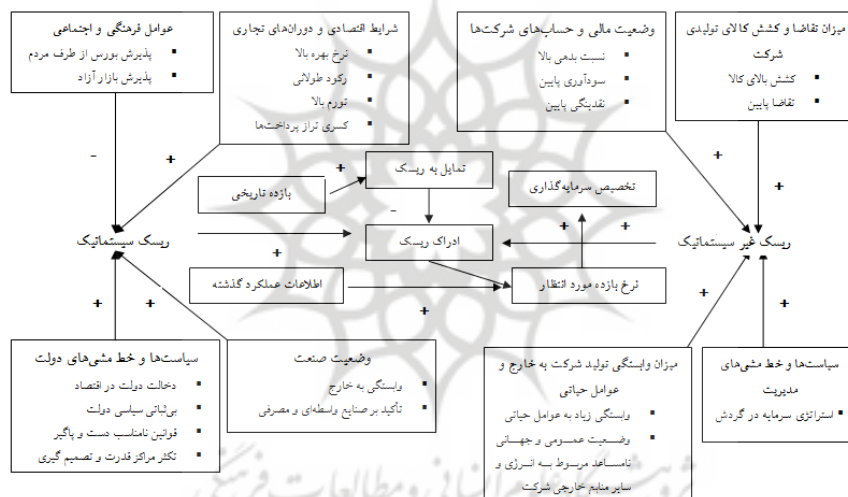 عوامل فرهنگی و اجتماعی
▪ پذیرش بورس از طرف مردم
▪ پذیرش بازار آزاد
شرایط اقتصادی و دوران‌های تجاری
▪ نرخ بهره بالا
▪ رکود طولانی
▪ تورم بالا
▪ کسری تراز پرداخت‌ها
وضعیت مالی و حساب‌های شرکت‌ها
▪ نسبت بدهی بالا
▪ سودآوری پایین
▪ نقدینگی پایین
میزان تقاضا و کشش کالای تولیدی
شرکت
▪ کشش بالای کالا
▪ تقاضا پایین
-
+
+
+
+
تمایل به ریسک
بازده تاریخی
تخصیص سرمایه‌گذاری
-
+
+
ریسک سیستماتیک
ادراک ریسک
ریسک غیر سیستماتیک
+
اطلاعات عملکرد گذشته
نرخ بازده مورد انتظار
+
+
+
+
+
سیاست‌ها و خط مشی‌های دولت
▪ دخالت دولت در اقتصاد
▪ بی‌ثباتی سیاسی دولت
▪ قوانین نامناسب دست و پاگیر
▪ تکثر مراکز قدرت و تصمیم گیری
وضعیت صنعت
▪ وابستگی به خارج
▪ تأکید بر صنایع واسطه‌ای و مصرفی
میزان وابستگی تولید شرکت به خارج و
عوامل حیاتی
▪ وابستگی زیاد به عوامل حیاتی
▪ وضعیت عمومی و جهانی
نامساعد مربوط به انرژی و
سایر منابع خارجی شرکت
سیاست‌ها و خط مشی‌های
مدیریت
▪ استراتژی سرمایه در گردش
پژوهشگاه علوم انسانی و مطالعات فرهنگی